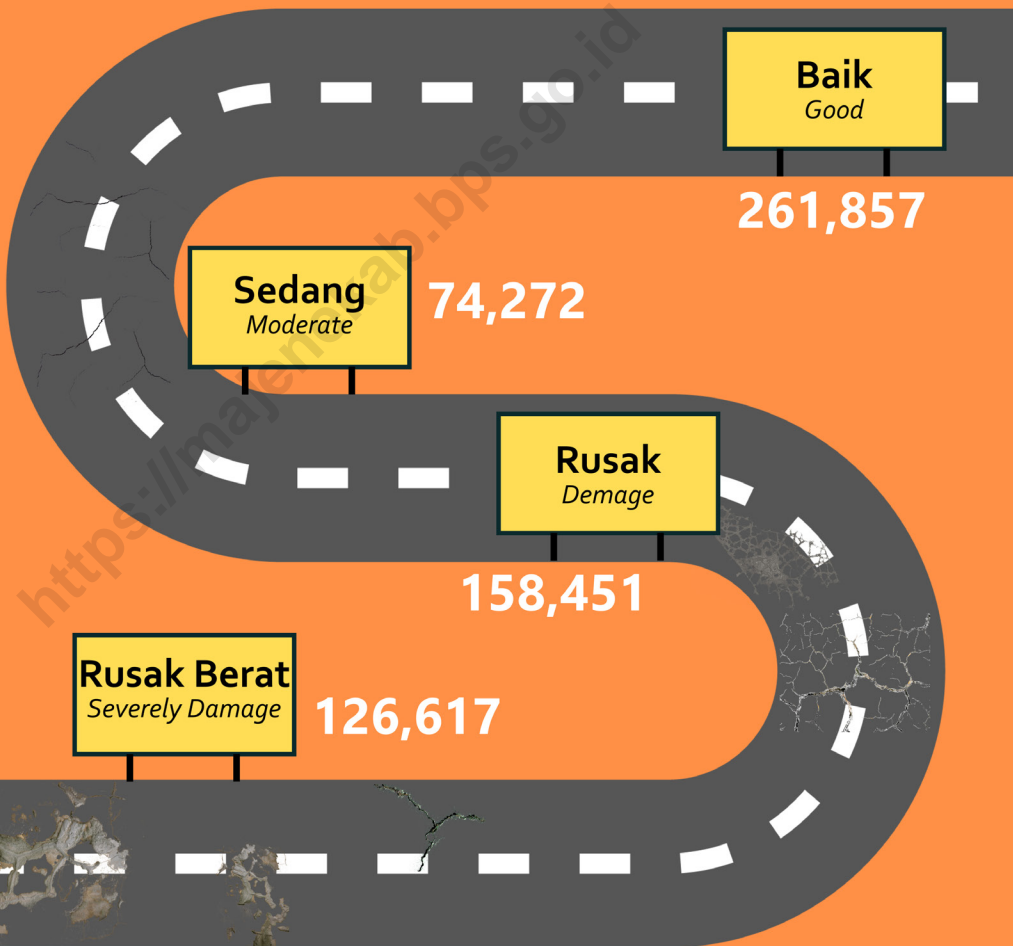 Baik
Good
261,857
Sedang
Moderate
74,272
Rusak
Demage
158,451
Rusak Berat
Severely Damage
126,617
https://majenekab.bps.go.id